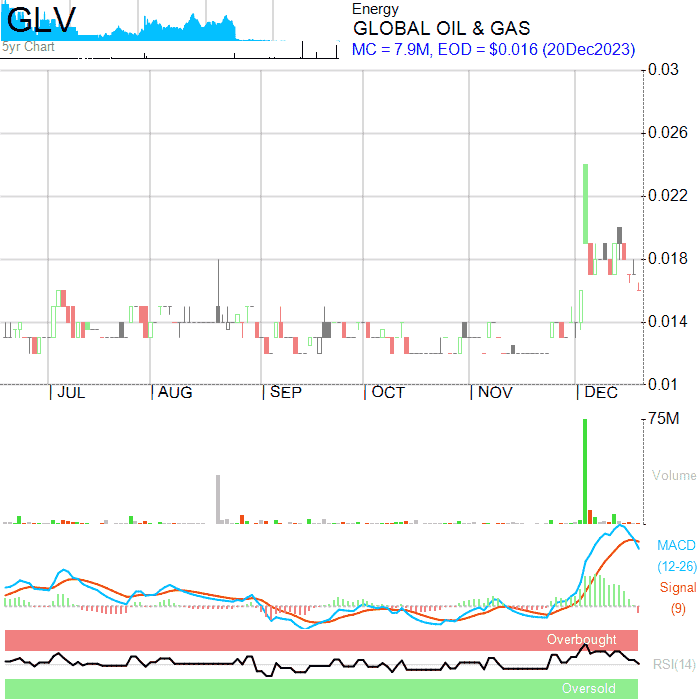 GLV
5yr Chart
Energy
GLOBAL OIL & GAS
MC = 7.9M, EOD = $0.016 (20Dec2023)
0.03
0.026
0.022
0.018
0.014
0.01
JUL
AUG
SEP
OCT
NOV
DEC
75M
Volume
MACD
(12-26)
Signal
(9)
Overbought
RSI(14)
Oversold